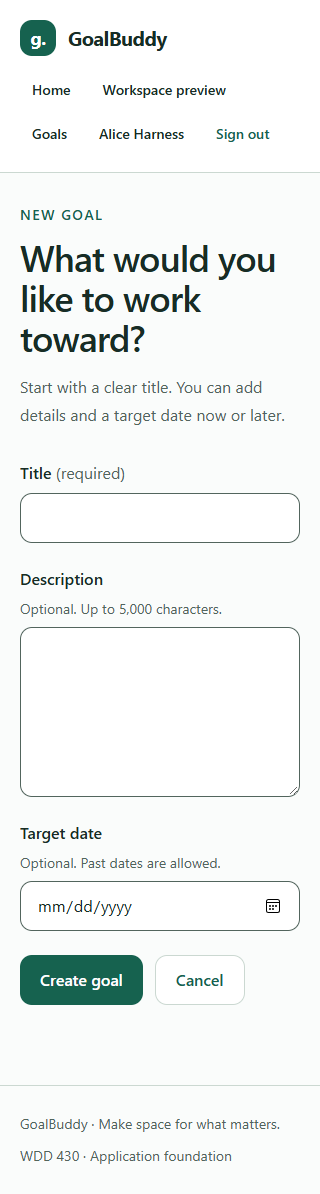 g. GoalBuddy
Home Workspace preview
Goals Alice Harness Sign out
NEW GOAL
What would you
like to work
toward?
Start with a clear title. You can add
details and a target date now or later.
Title (required)
Description
Optional. Up to 5,000 characters.
Target date
Optional. Past dates are allowed.
mm/dd/yyyy
Create goal Cancel
GoalBuddy · Make space for what matters.
WDD 430 · Application foundation